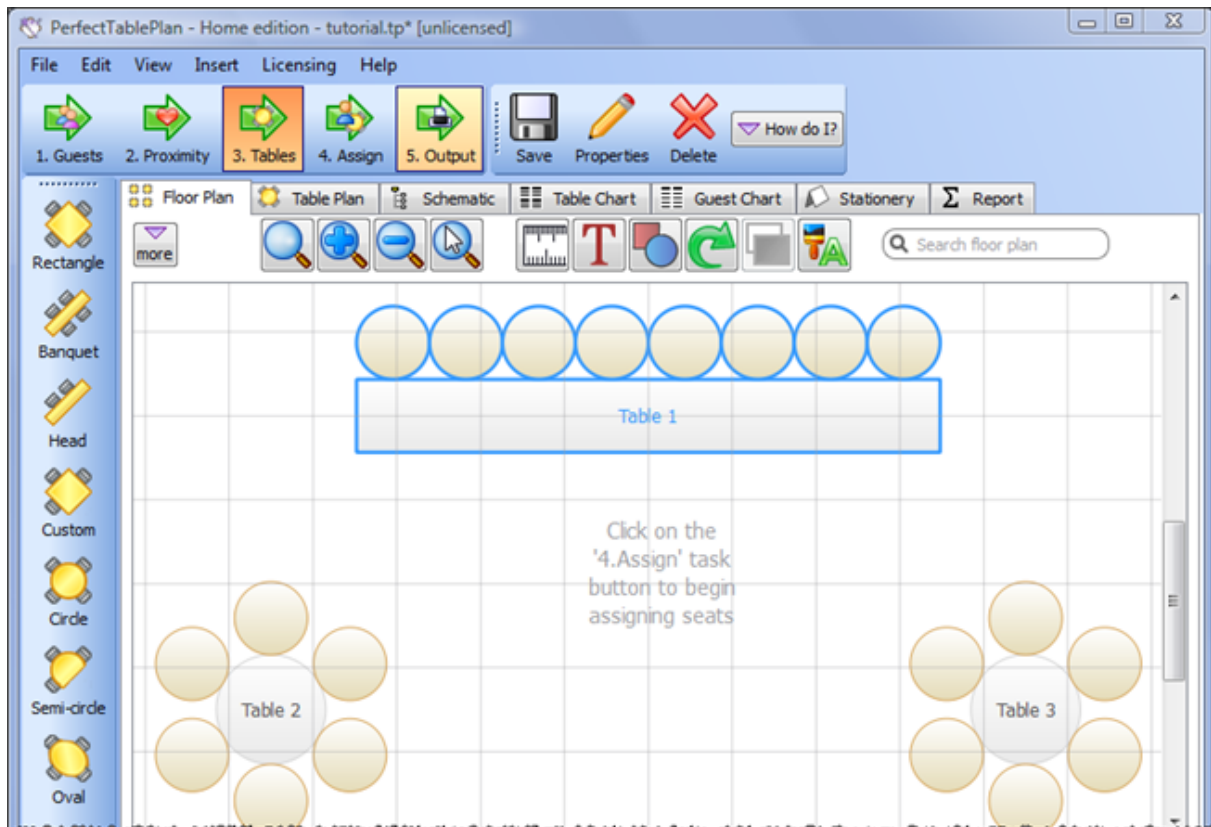 PerfectTablePlan - Home edition - tutorial.tp* [unlicensed]
File Edit View Insert Licensing Help
1. Guests 2. Proximity 3. Tables 4. Assign 5. Output Save Properties Delete How do I?
Floor Plan Table Plan Schematic Table Chart Guest Chart Stationery Σ Report
Rectangle
more T A Search floor plan
Banquet
Table 1
Head
Custom
Click on the
'4.Assign' task
button to begin
assigning seats
Circle
Semi-circle
Table 2 Table 3
Oval